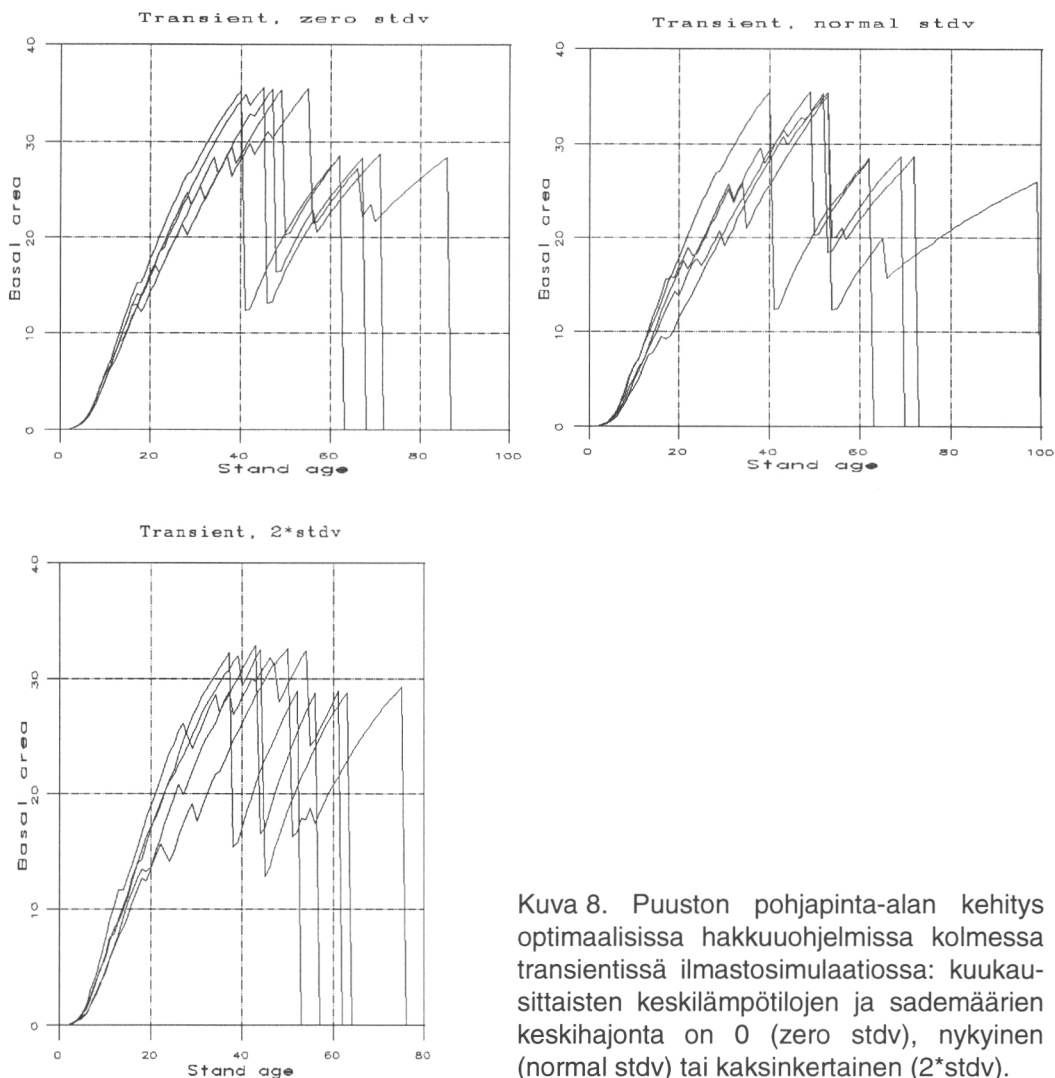 Transient, zero stdv
40
30
20
10
0
Basal area
0 20 40 60 80 100
Stand age
Transient, normal stdv
40
30
20
10
0
Basal area
0 20 40 60 80 100
Stand age
Transient, 2*stdv
40
30
20
10
0
Basal area
0 20 40 60 80
Stand age
Kuva 8. Puuston pohjapinta-alan kehitys
optimaalisissa hakkuuohjelmissa kolmessa
transientissä ilmastosimulaatiossa: kuukau-
sittaisten keskilämpötilojen ja sademäärien
keskihajonta on 0 (zero stdv), nykyinen
(normal stdv) tai kaksinkertainen (2*stdv).